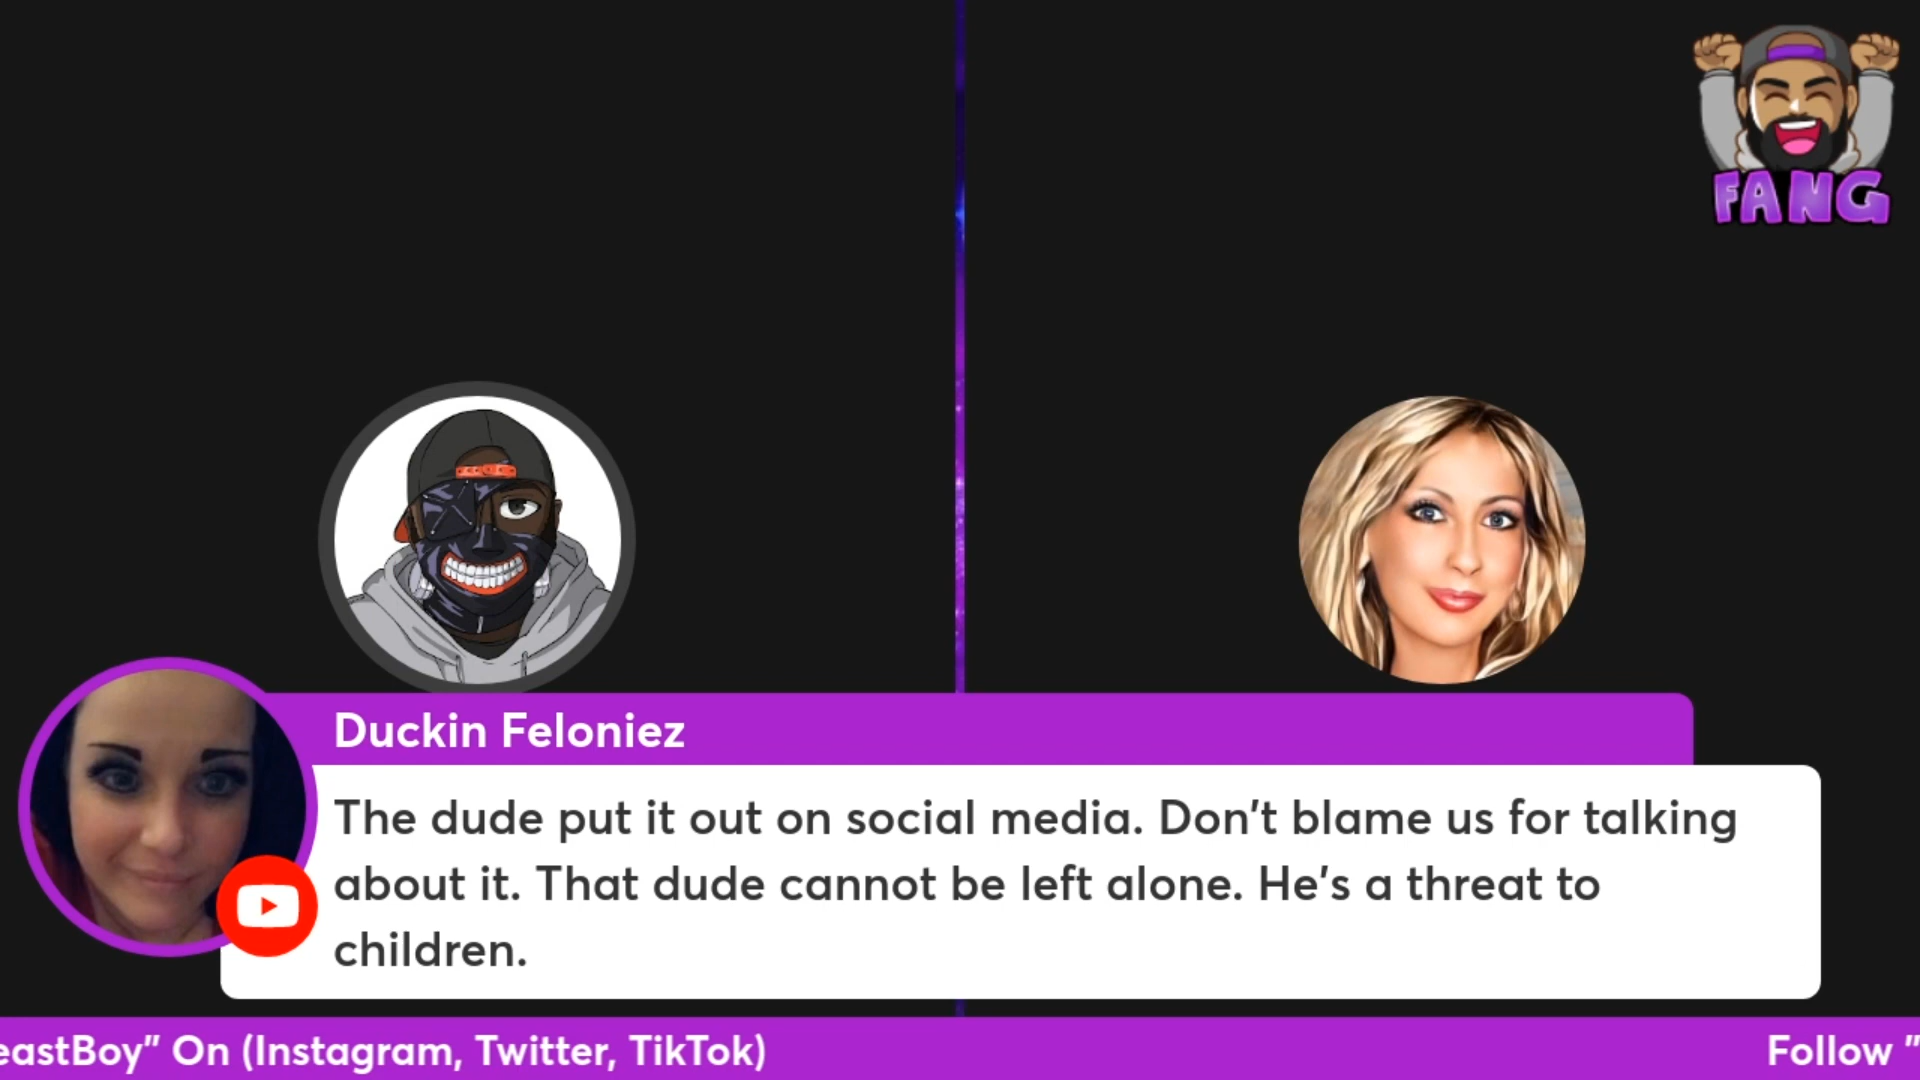 FANG
Duckin Feloniez
The dude put it out on social media. Don't blame us for talking
about it. That dude cannot be left alone. He's a threat to
children.
eastBoy" On (Instagram, Twitter, TikTok)
Follow "